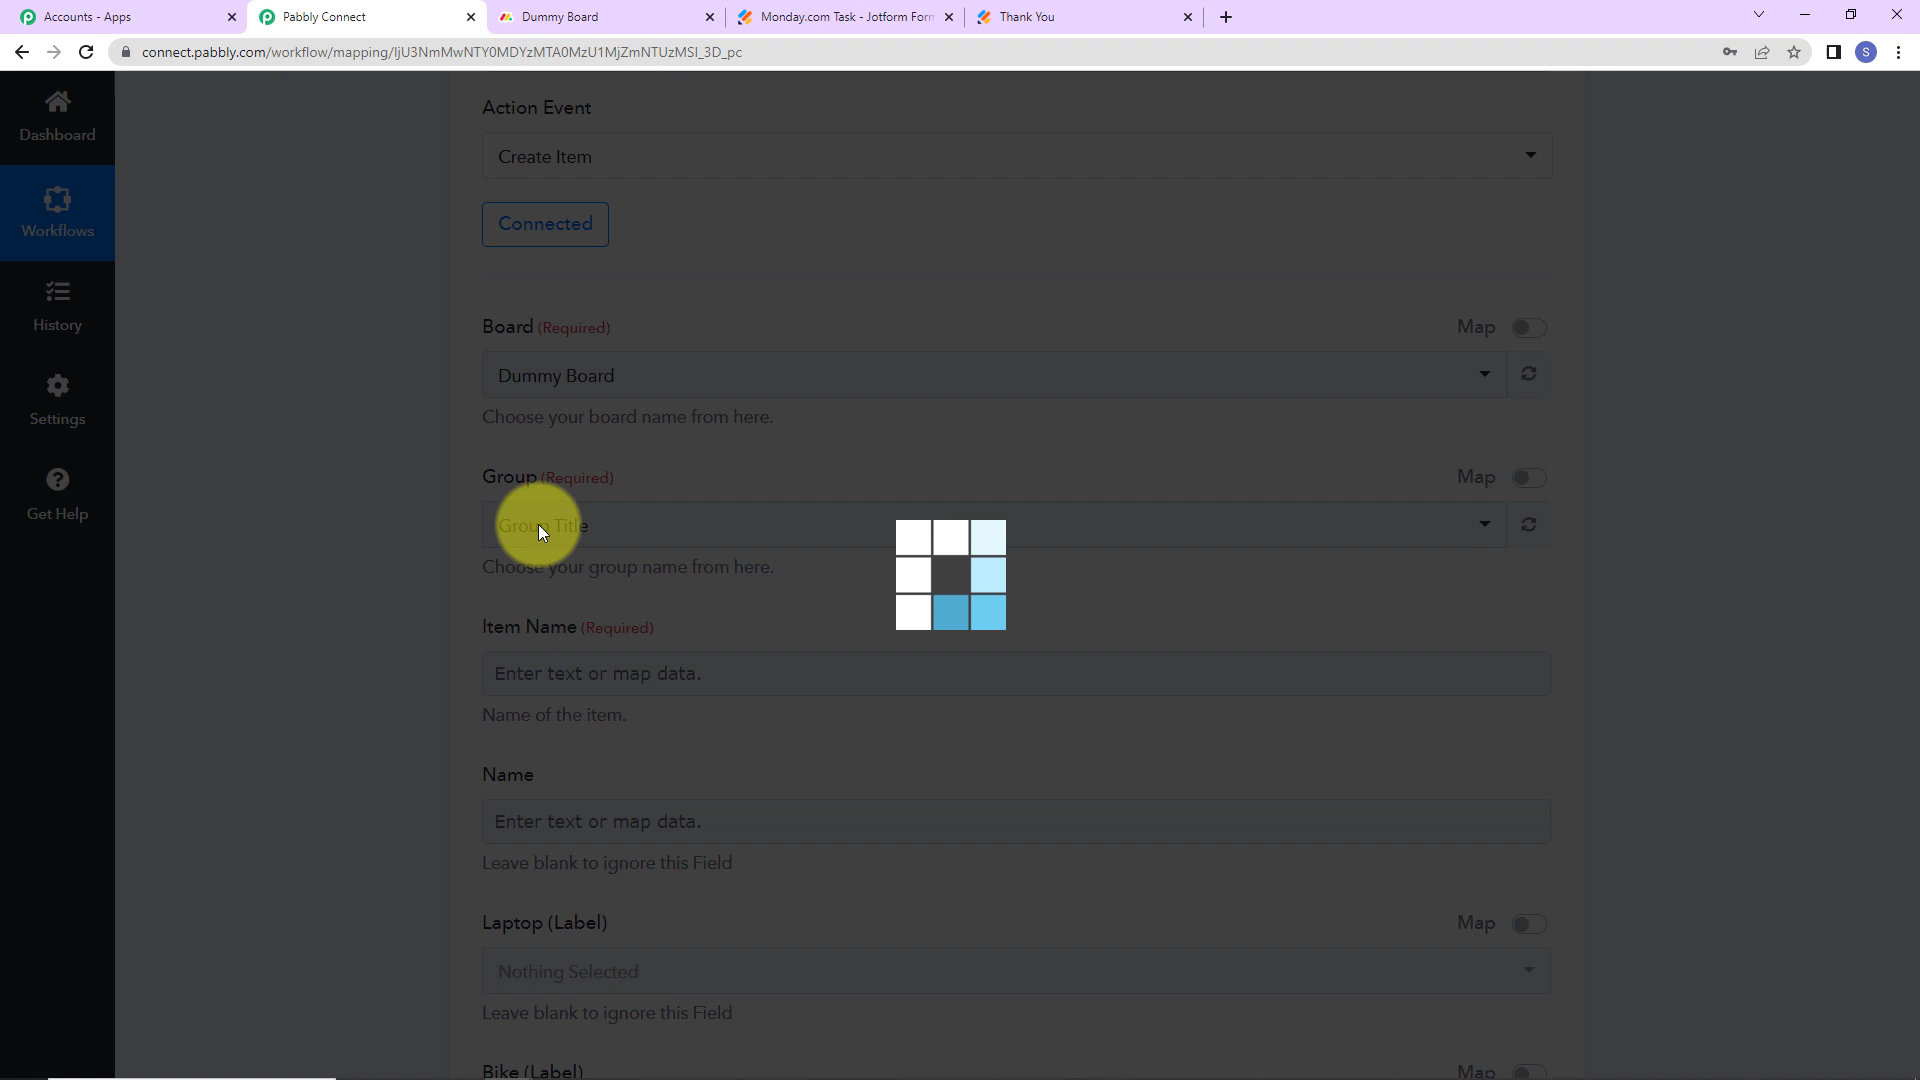 Accounts - Apps
Pabbly Connect
Dummy Board
Monday.com Task - Jotform Form
Thank You
connect.pabbly.com/workflow/mapping/IjU3NmMwNTY0MDYzMTA0MzU1MjZmNTUzMSI_3D_pc
S
Dashboard
Workflows
History
Settings
Get Help
Action Event
Create Item
Connected
Board (Required)
Map
Dummy Board
Choose your board name from here.
Group (Required)
Map
Group Title
Choose your group name from here.
Item Name (Required)
Enter text or map data.
Name of the item.
Name
Enter text or map data.
Leave blank to ignore this Field
Laptop (Label)
Map
Nothing Selected
Leave blank to ignore this Field
Bike (Label)
Map